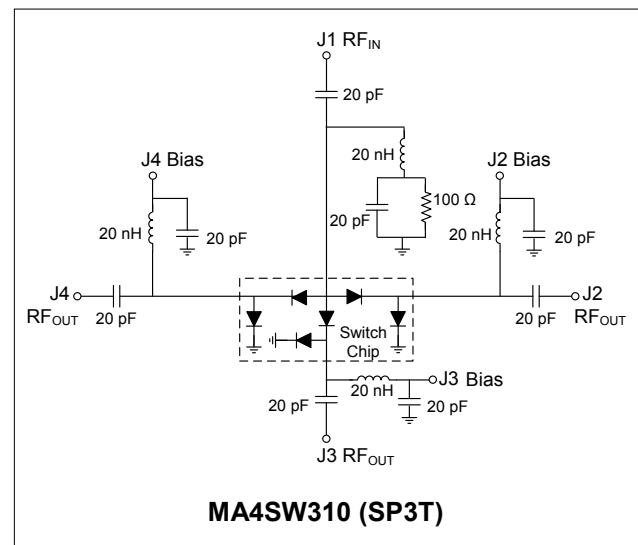 J1 RF_IN
20 pF
20 nH
20 pF
100 Ω
J4 Bias
20 nH
20 pF
J2 Bias
20 nH
20 pF
J4
RF_OUT
20 pF
J2
RF_OUT
20 pF
Switch
Chip
J3 Bias
20 nH
20 pF
20 pF
J3 RF_OUT
MA4SW310 (SP3T)